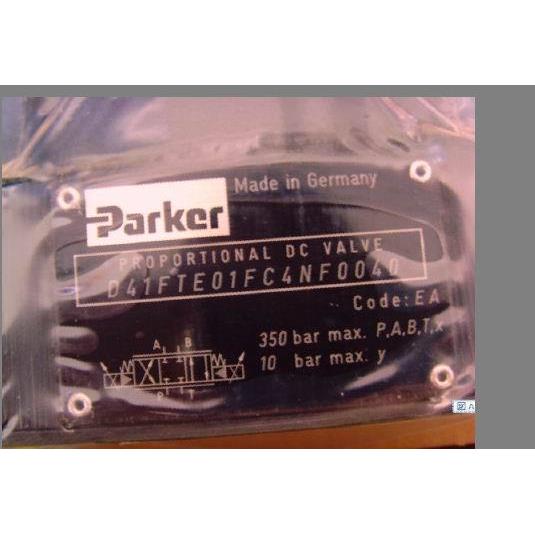 Parker
Made in Germany
PROPORTIONAL DC VALVE
D41FTE01FC4NF0040
Code: EA
350 bar max. P,A,B,T,x
10 bar max. y
A B
P T